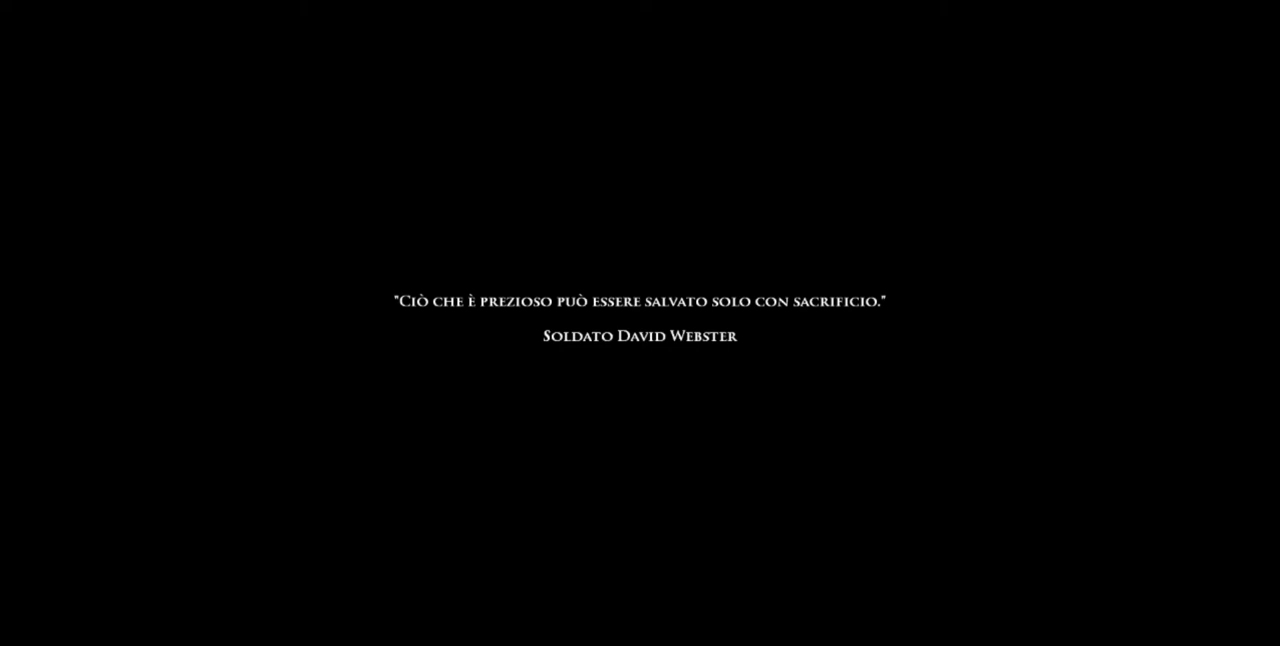 "Ciò che è prezioso può essere salvato solo con sacrificio."
Soldato David Webster